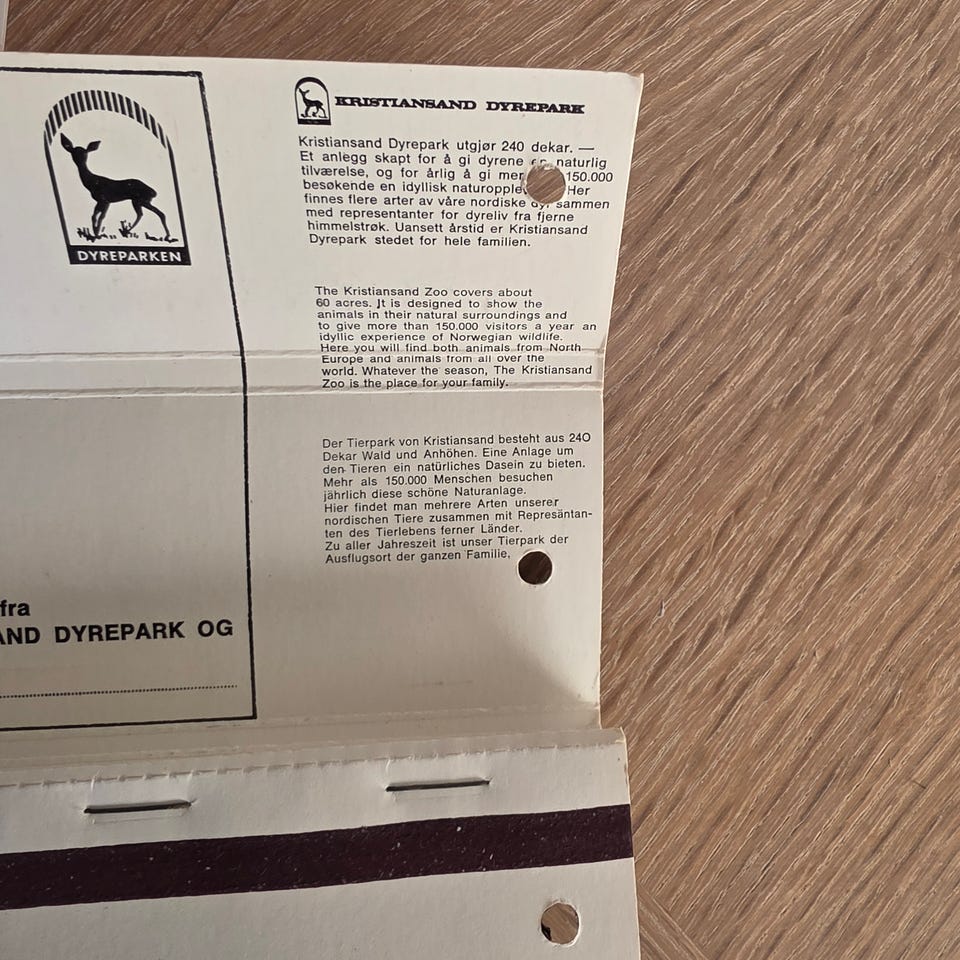 DYREPARKEN
fra
AND DYREPARK OG
KRISTIANSAND DYREPARK
Kristiansand Dyrepark utgjør 240 dekar. —
Et anlegg skapt for å gi dyrene en naturlig
tilværelse, og for årlig å gi mer 150.000
besøkende en idyllisk naturopplev Her
finnes flere arter av våre nordiske dyr sammen
med representanter for dyreliv fra fjerne
himmelstrøk. Uansett årstid er Kristiansand
Dyrepark stedet for hele familien.
The Kristiansand Zoo covers about
60 acres. It is designed to show the
animals in their natural surroundings and
to give more than 150.000 visitors a year an
idyllic experience of Norwegian wildlife.
Here you will find both animals from North
Europe and animals from all over the
world. Whatever the season, The Kristiansand
Zoo is the place for your family.
Der Tierpark von Kristiansand besteht aus 240
Dekar Wald und Anhöhen. Eine Anlage um
den Tieren ein natürliches Dasein zu bieten.
Mehr als 150.000 Menschen besuchen
jährlich diese schöne Naturanlage.
Hier findet man mehrere Arten unserer
nordischen Tiere zusammen mit Represäntan-
ten des Tierlebens ferner Länder.
Zu aller Jahreszeit ist unser Tierpark der
Ausflugsort der ganzen Familie,